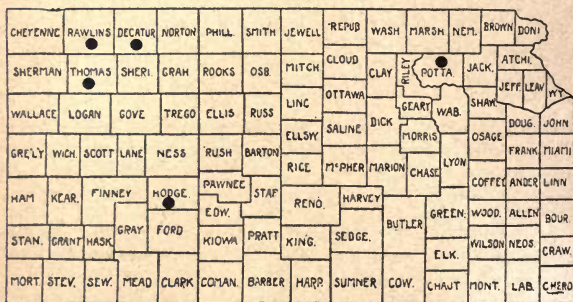 CHEYENNE RAWLINS DECATUR NORTON PHILL. SMITH JEWELL REPUB WASH MARSH. NEM. BROWN DONI
SHERMAN THOMAS SHERI. GRAH ROOKS OSB. MITCH CLOUD CLAY RILEY POTTA JACK. ATCHI.
JEFF. LEAV WY
WALLACE LOGAN GOVE TREGO ELLIS RUSS LINC OTTAWA GEARY WAB. SHAW. DOUG. JOHN
ELLSW SALINE DICK MORRIS OSAGE
GRE'LY WICH. SCOTT LANE NESS RUSH BARTON RICE McPHER MARION CHASE LYON FRANK. MIAMI
HAM KEAR. FINNEY HODGE. PAWNEE STAF RENO. HARVEY COFFEY ANDER LINN
EDW. BUTLER GREEN. WOOD. ALLEN BOUR.
STAN. GRANT HASK. GRAY FORD KIOWA PRATT KING. SEDGE. ELK. WILSON NEOS. CRAW.
MORT STEV. SEW. MEAD CLARK COMAN. BARBER HARP. SUMNER COW. CHAUT MONT. LAB. CHERO